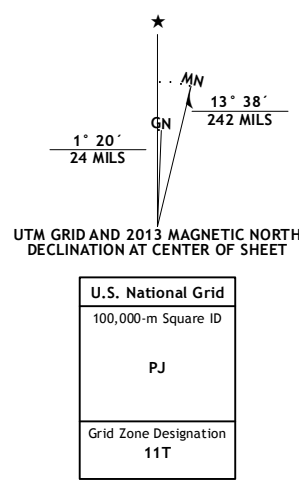 ★
MN
GN
13° 38´
242 MILS
1° 20´
24 MILS
UTM GRID AND 2013 MAGNETIC NORTH
DECLINATION AT CENTER OF SHEET
U.S. National Grid
100,000-m Square ID
PJ
Grid Zone Designation
11T